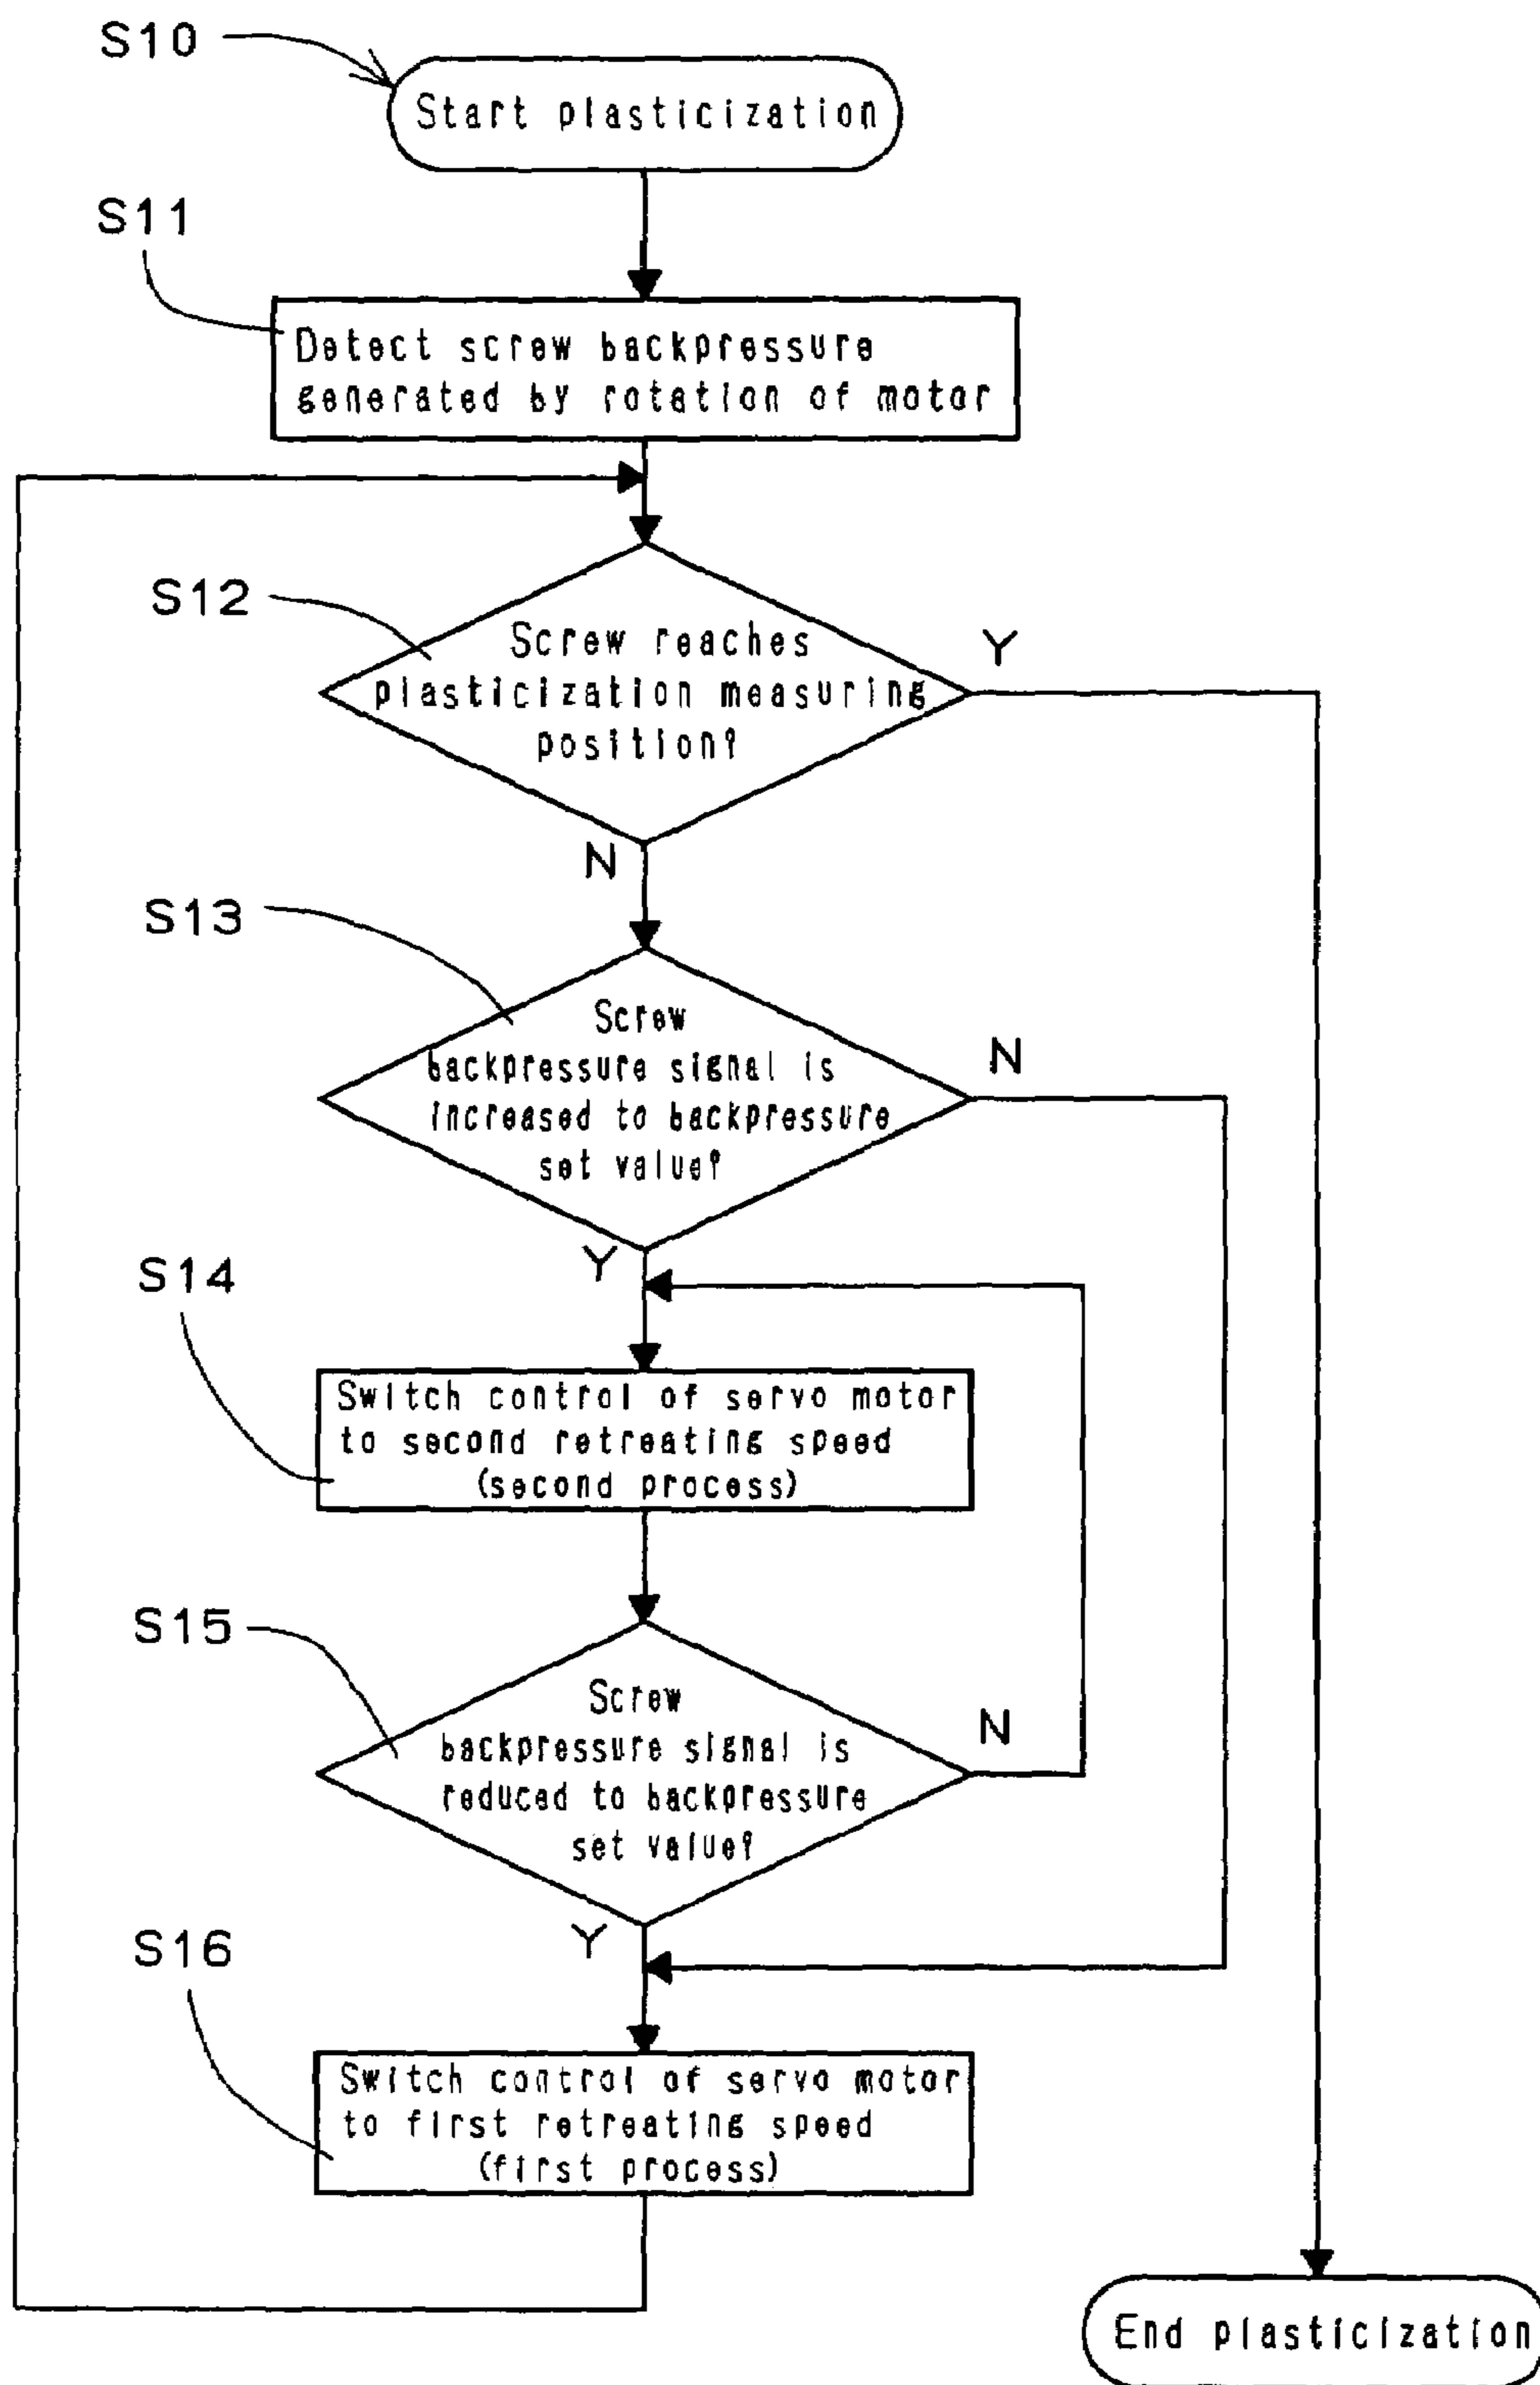 S10
Start plasticization
S11
Detect screw backpressure
generated by rotation of motor
S12
Screw reaches
plasticization measuring
position?
Y
N
S13
Screw
backpressure signal is
increased to backpressure
set value?
N
Y
S14
Switch control of servo motor
to second retreating speed
(second process)
S15
Screw
backpressure signal is
reduced to backpressure
set value?
N
Y
S16
Switch control of servo motor
to first retreating speed
(first process)
End plasticization